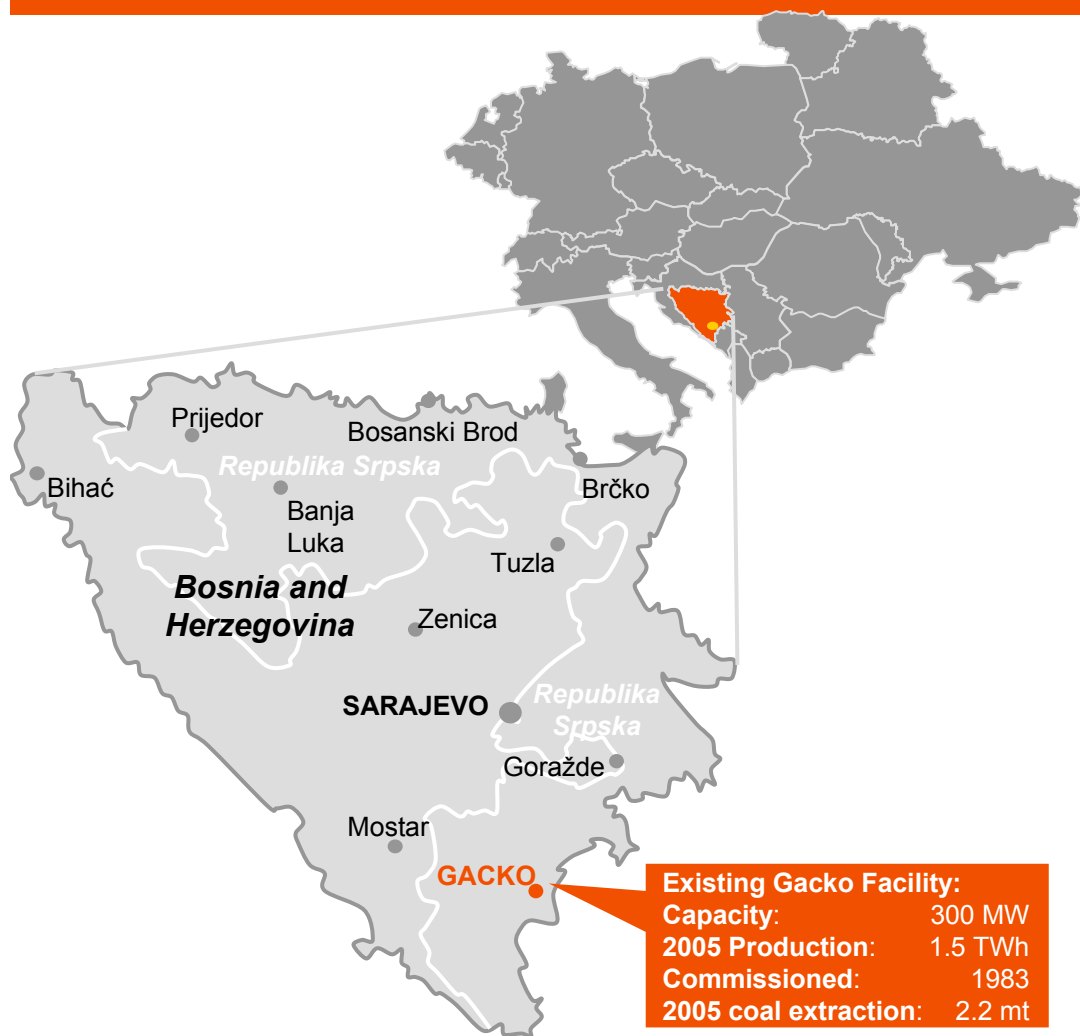 Prijedor
Bosanski Brod
Republika Srpska
Bihać
Brčko
Banja
Luka
Tuzla
Bosnia and
Herzegovina
Zenica
SARAJEVO
Republika
Srpska
Goražde
Mostar
GACKO
Existing Gacko Facility:
Capacity: 300 MW
2005 Production: 1.5 TWh
Commissioned: 1983
2005 coal extraction: 2.2 mt